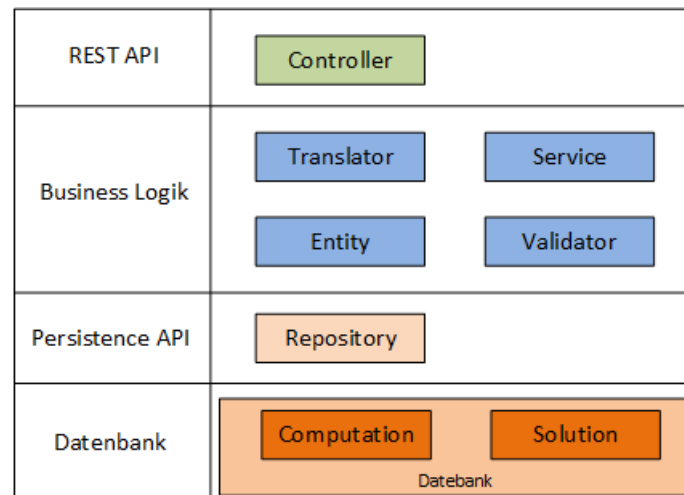 REST API
Controller
Business Logik
Translator
Service
Entity
Validator
Persistence API
Repository
Datenbank
Computation
Solution
Datebank